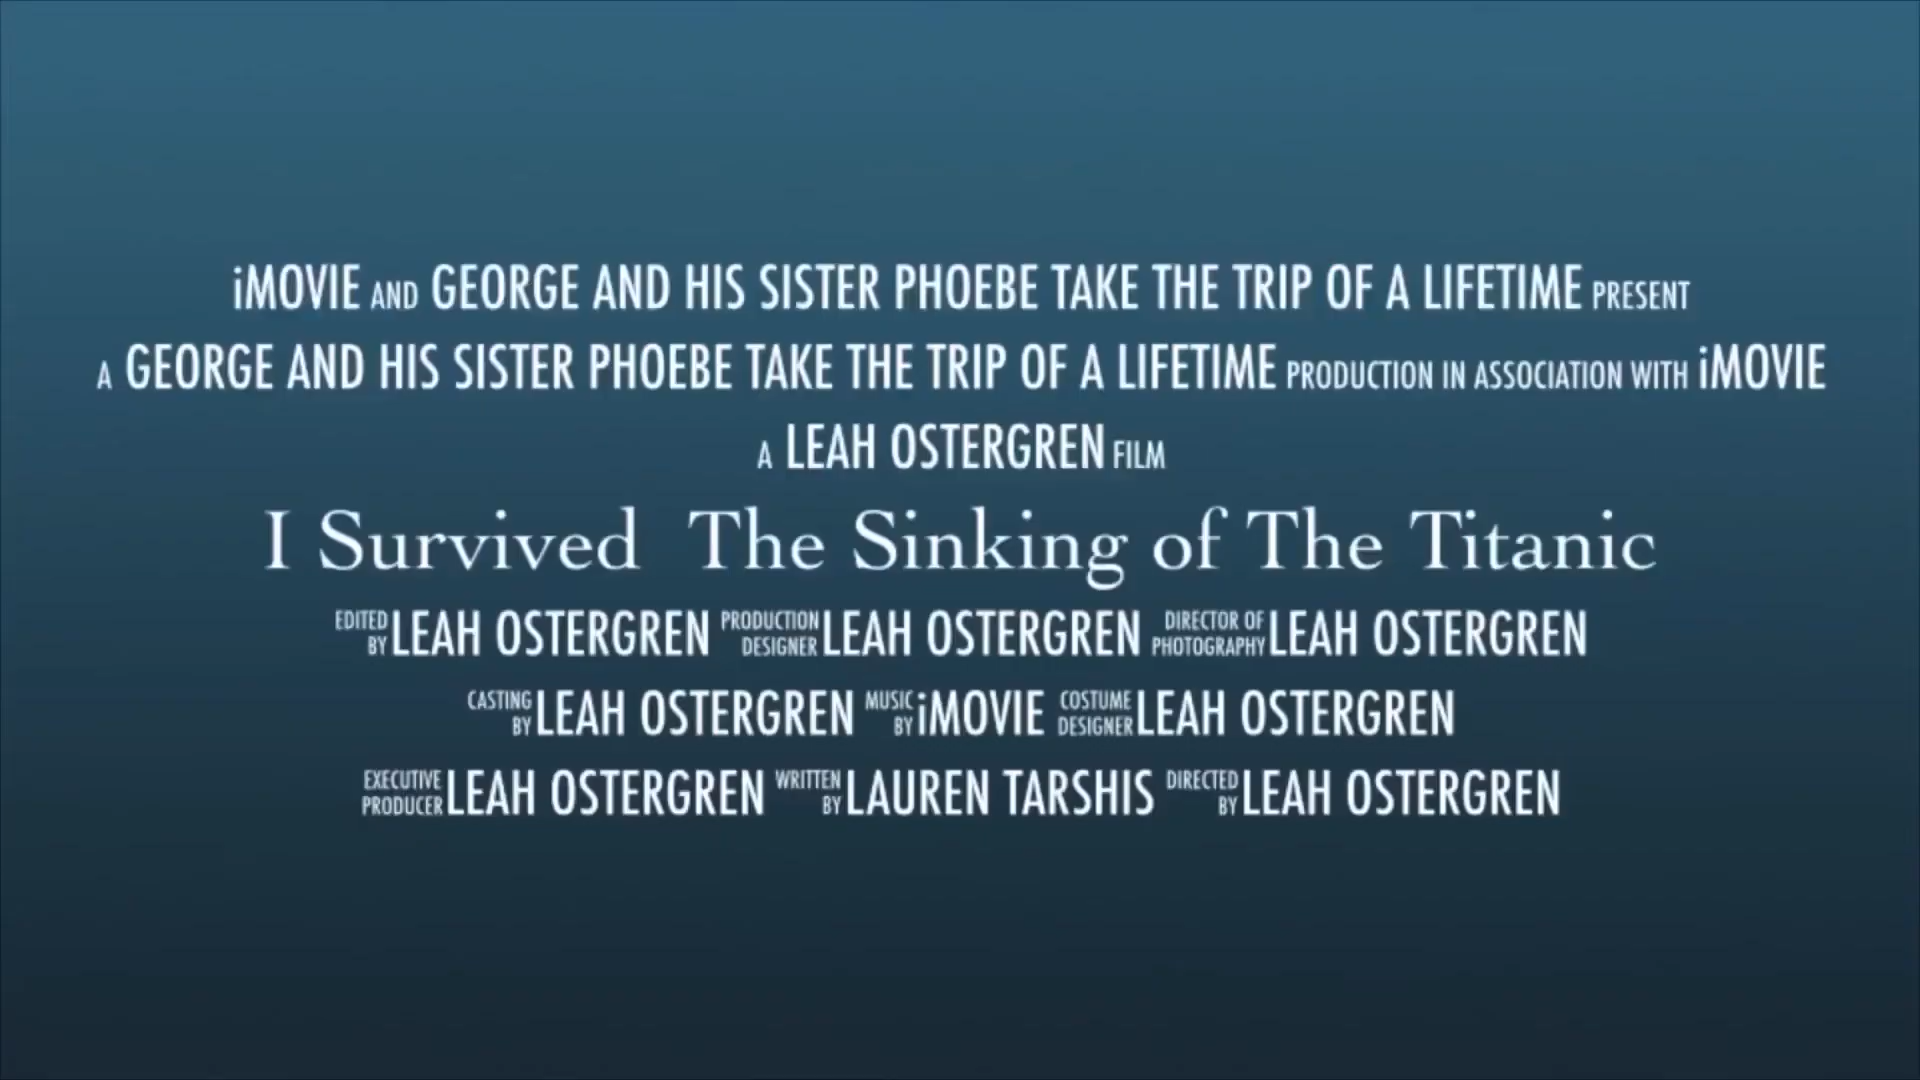 iMOVIE AND GEORGE AND HIS SISTER PHOEBE TAKE THE TRIP OF A LIFETIME PRESENT
A GEORGE AND HIS SISTER PHOEBE TAKE THE TRIP OF A LIFETIME PRODUCTION IN ASSOCIATION WITH iMOVIE
A LEAH OSTERGREN FILM
I Survived  The Sinking of The Titanic
EDITED BY LEAH OSTERGREN PRODUCTION DESIGNER LEAH OSTERGREN DIRECTOR OF PHOTOGRAPHY LEAH OSTERGREN
CASTING BY LEAH OSTERGREN MUSIC BY iMOVIE COSTUME DESIGNER LEAH OSTERGREN
EXECUTIVE PRODUCER LEAH OSTERGREN WRITTEN BY LAUREN TARSHIS DIRECTED BY LEAH OSTERGREN